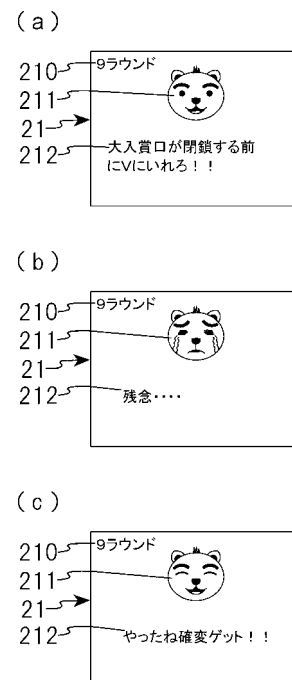 (a)
210
9ラウンド
211
21
212
大入賞口が閉鎖する前
にVにいれろ！！
(b)
210
9ラウンド
211
21
212
残念・・・・
(c)
210
9ラウンド
211
21
212
やったね確変ゲット！！